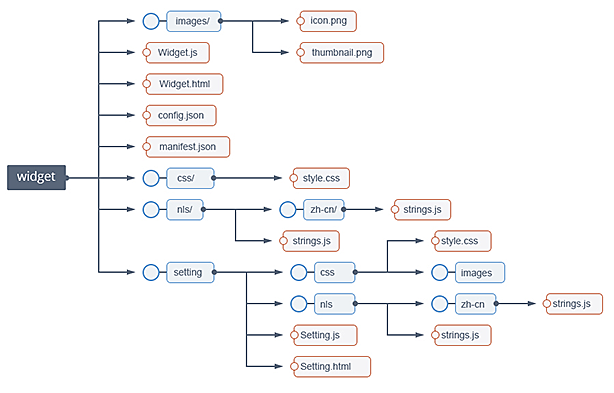 images/
icon.png
thumbnail.png
Widget.js
Widget.html
config.json
manifest.json
widget
css/
style.css
nls/
zh-cn/
strings.js
strings.js
setting
css
style.css
images
nls
zh-cn
strings.js
strings.js
Setting.js
Setting.html